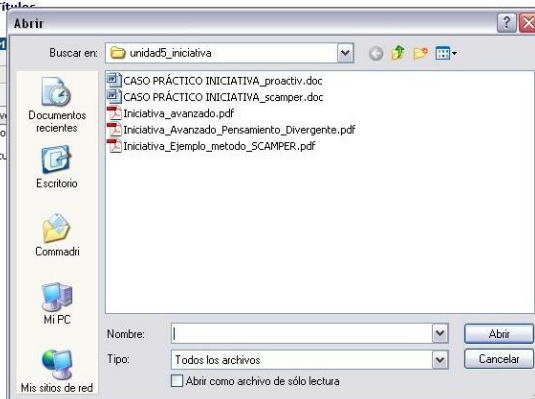 Títulos
Abrir
Buscar en: unidad5_iniciativa
CASO PRÁCTICO INICIATIVA_proactiv.doc
CASO PRÁCTICO INICIATIVA_scamper.doc
Iniciativa_avanzado.pdf
Iniciativa_Avanzado_Pensamiento_Divergente.pdf
Iniciativa_Ejemplo_metodo_SCAMPER.pdf
Documentos
recientes
Escritorio
Commadri
Mi PC
Mis sitios de red
Nombre:
Abrir
Tipo: Todos los archivos
Cancelar
Abrir como archivo de sólo lectura